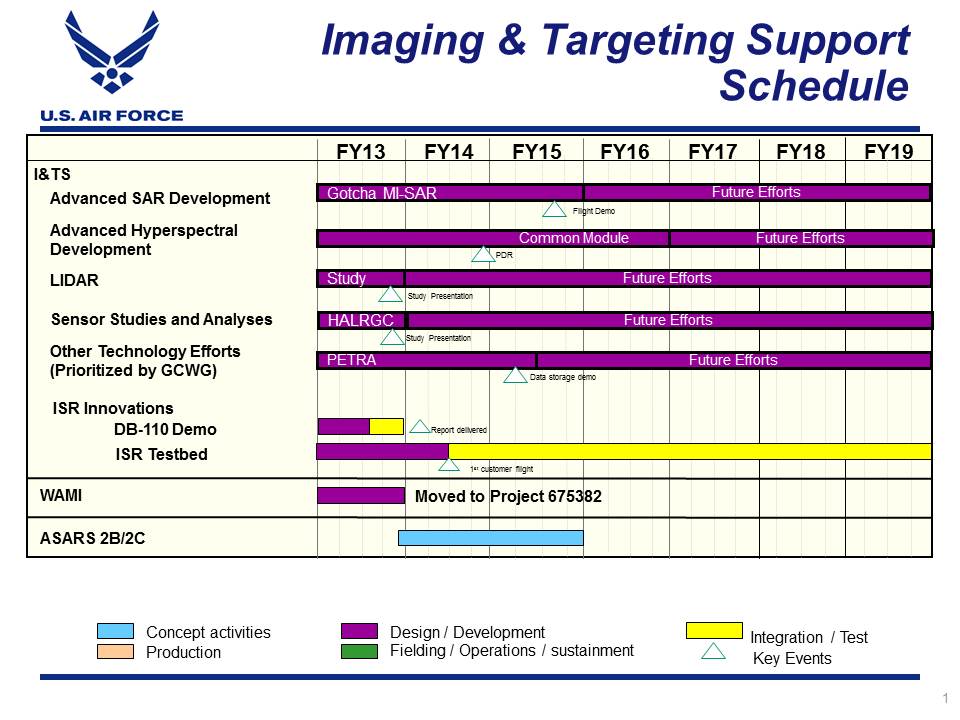 Imaging & Targeting Support
Schedule
U.S. AIR FORCE
FY13 FY14 FY15 FY16 FY17 FY18 FY19
I&TS
Advanced SAR Development
Gotcha MI-SAR
Future Efforts
Flight Demo
Advanced Hyperspectral
Development
Common Module
Future Efforts
PDR
LIDAR
Study
Future Efforts
Study Presentation
Sensor Studies and Analyses
HALRGC
Future Efforts
Study Presentation
Other Technology Efforts
(Prioritized by GCWG)
PETRA
Future Efforts
Data storage demo
ISR Innovations
DB-110 Demo
Report delivered
ISR Testbed
1st customer flight
WAMI
Moved to Project 675382
ASARS 2B/2C
Concept activities
Production
Design / Development
Fielding / Operations / sustainment
Integration / Test
Key Events
1